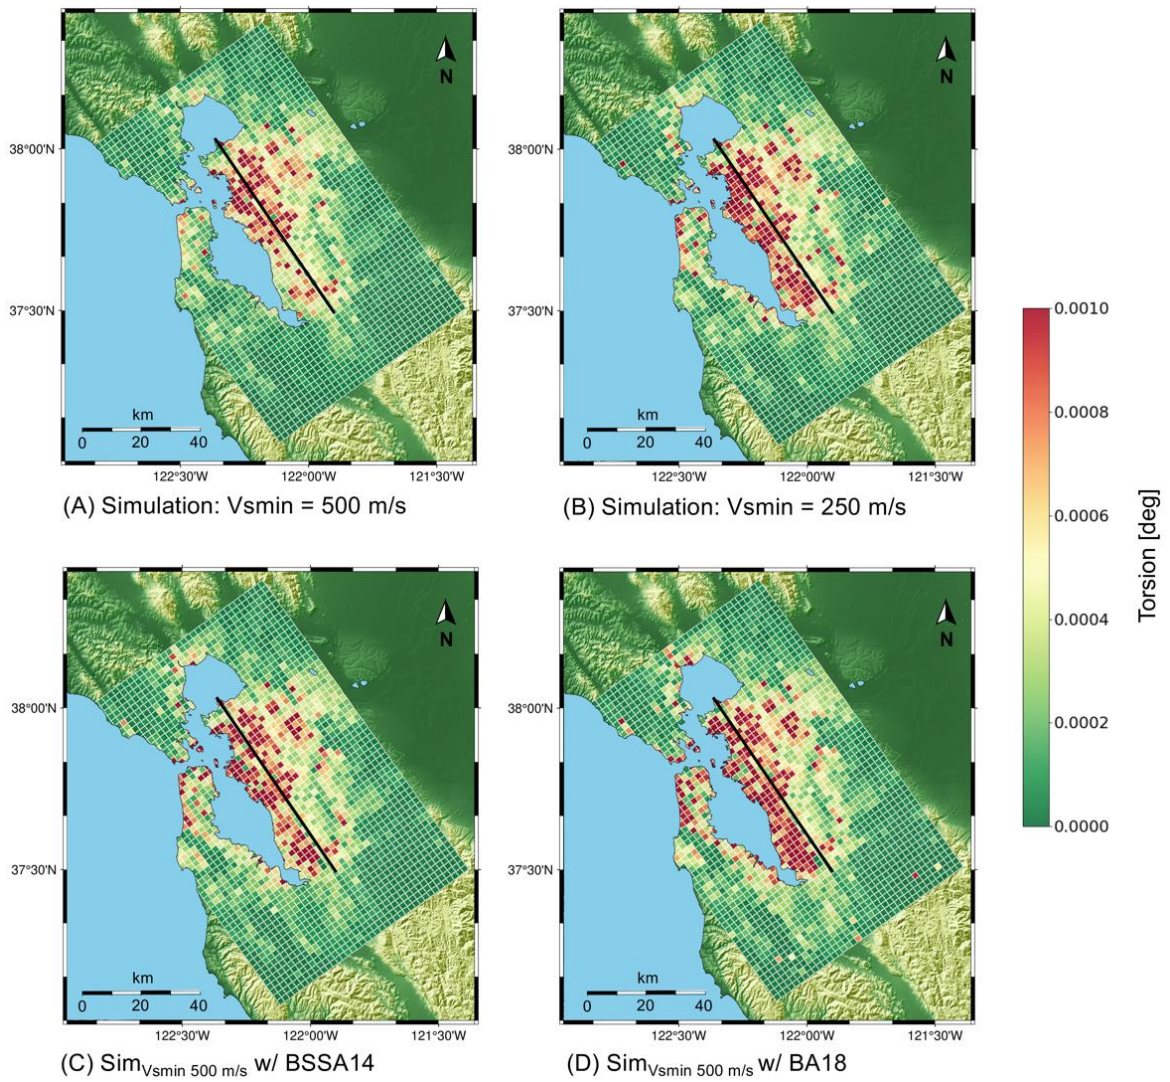 N
N
38°00'N
38°00'N
37°30'N
37°30'N
km
0 20 40
km
0 20 40
122°30'W 122°00'W 121°30'W
122°30'W 122°00'W 121°30'W
(A) Simulation: Vsmin = 500 m/s
(B) Simulation: Vsmin = 250 m/s
0.0010
0.0008
0.0006
0.0004
0.0002
0.0000
Torsion [deg]
N
N
38°00'N
38°00'N
37°30'N
37°30'N
km
0 20 40
km
0 20 40
122°30'W 122°00'W 121°30'W
122°30'W 122°00'W 121°30'W
(C) Sim Vsmin 500 m/s w/ BSSA14
(D) Sim Vsmin 500 m/s w/ BA18